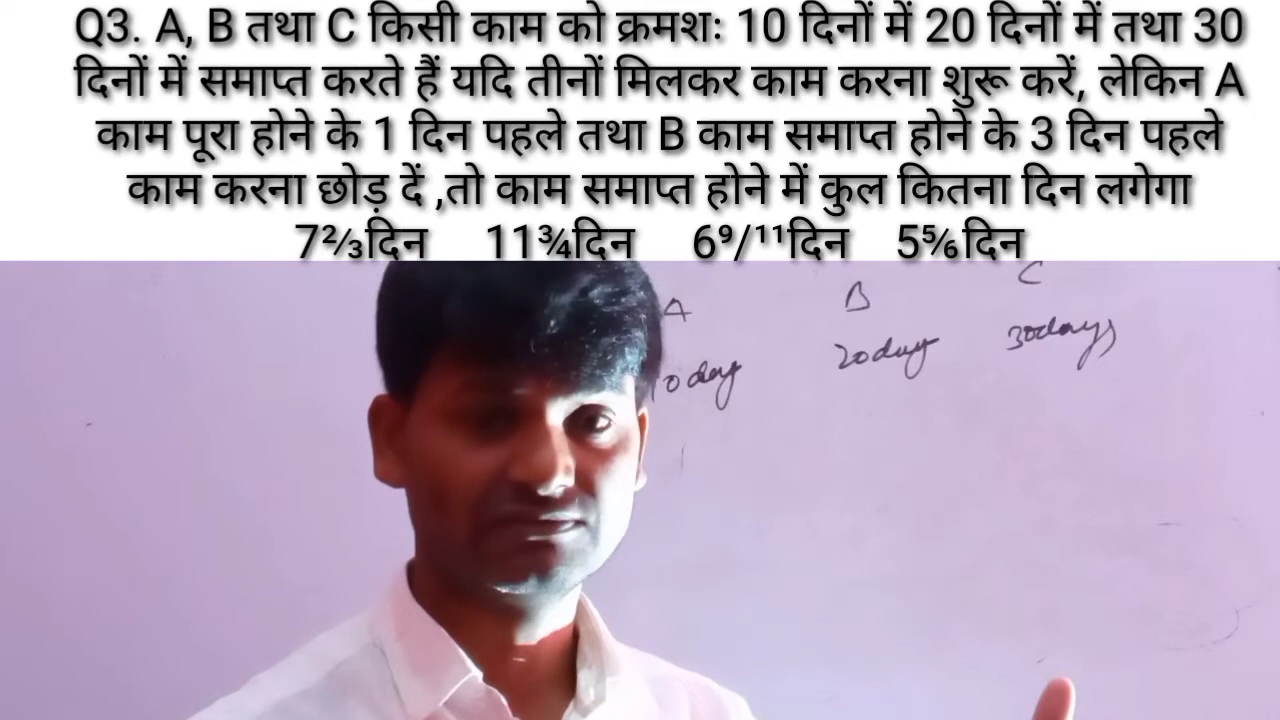 Q3. A, B तथा C किसी काम को क्रमशः 10 दिनों में 20 दिनों में तथा 30
दिनों में समाप्त करते हैं यदि तीनों मिलकर काम करना शुरू करें, लेकिन A
काम पूरा होने के 1 दिन पहले तथा B काम समाप्त होने के 3 दिन पहले
काम करना छोड़ दें ,तो काम समाप्त होने में कुल कितना दिन लगेगा
7⅔दिन 11¾दिन 6⁹/¹¹दिन 5⅚दिन
A B C
10 day 20 day 30 days